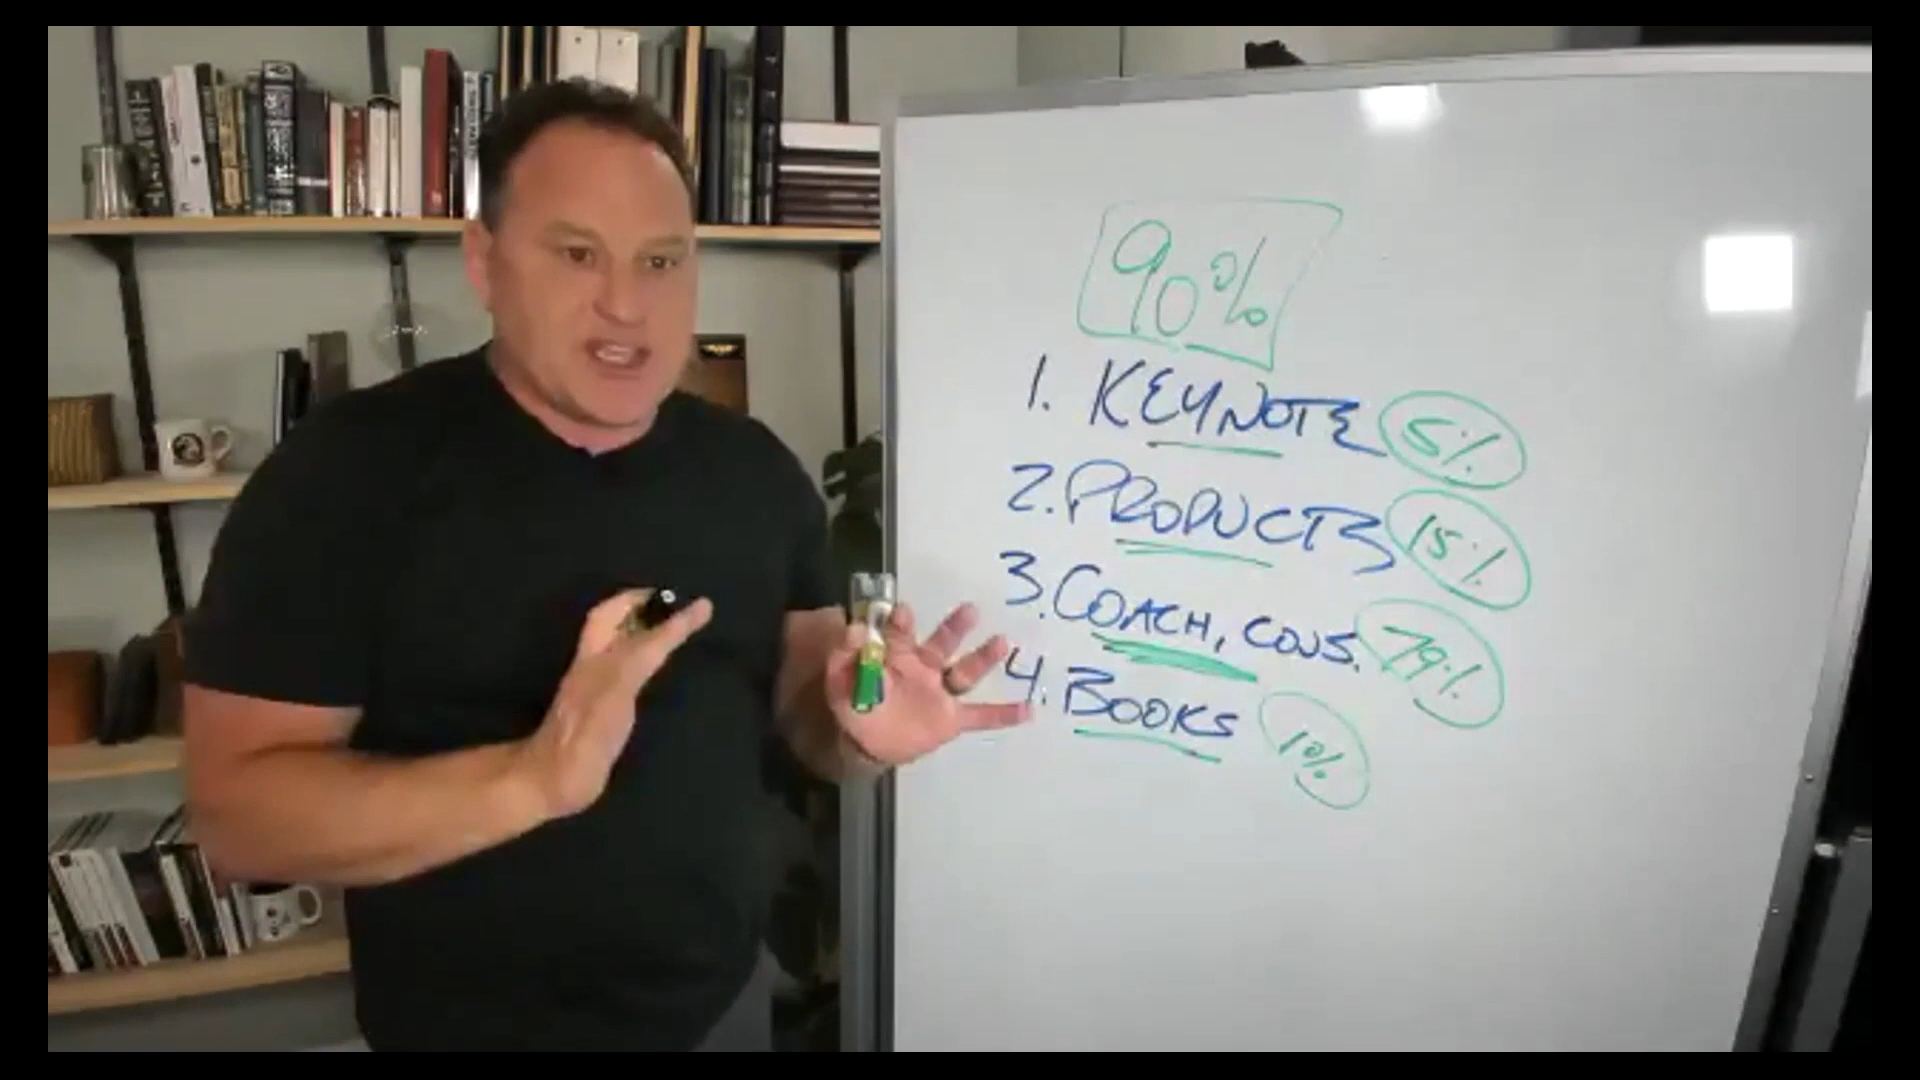 90%
1. KEYNOTE 5%
2. PRODUCTS 15%
3. COACH, CONS. 79%
4. BOOKS 1%